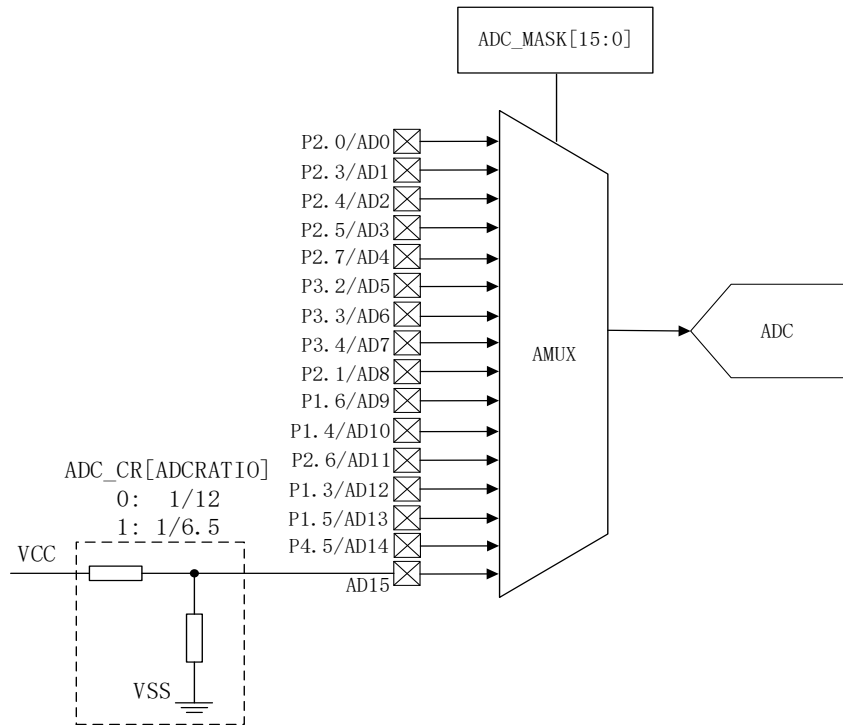 ADC_MASK[15:0]
P2.0/AD0
P2.3/AD1
P2.4/AD2
P2.5/AD3
P2.7/AD4
P3.2/AD5
P3.3/AD6
P3.4/AD7
P2.1/AD8
P1.6/AD9
P1.4/AD10
P2.6/AD11
P1.3/AD12
P1.5/AD13
P4.5/AD14
AD15
AMUX
ADC
ADC_CR[ADCRATIO]
0: 1/12
1: 1/6.5
VCC
VSS